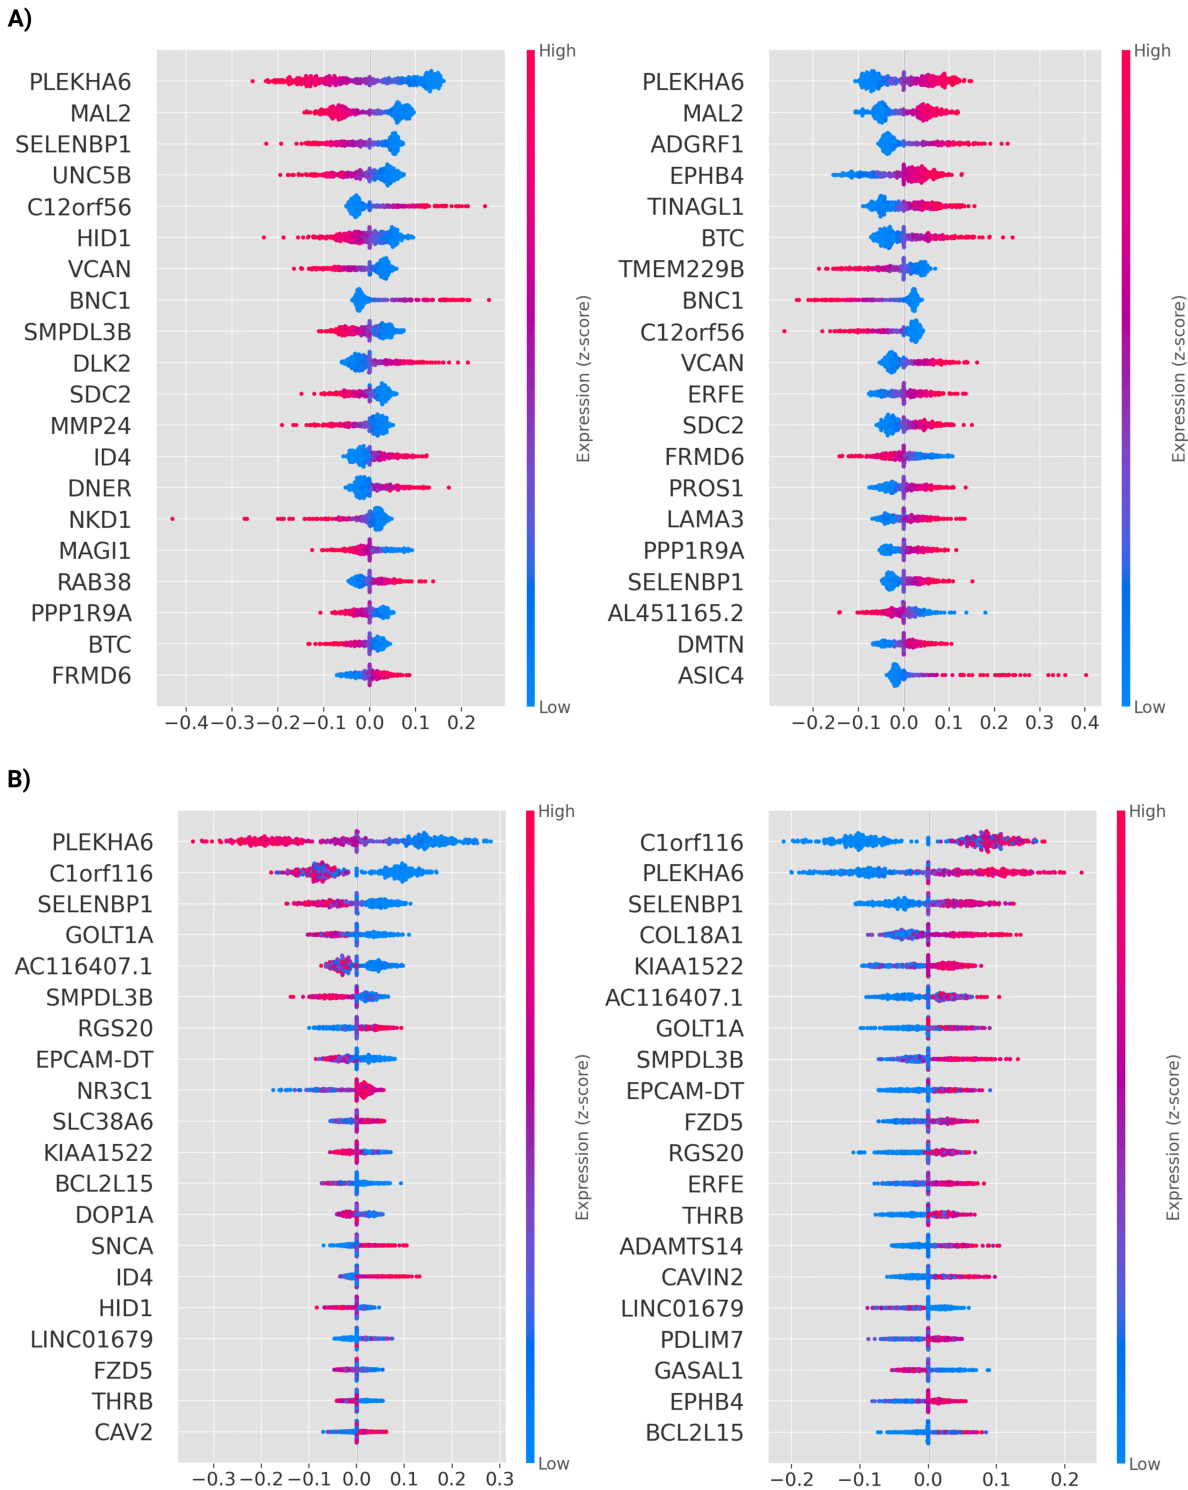 A)
High
PLEKHA6
MAL2
SELENBP1
UNC5B
C12orf56
HID1
VCAN
BNC1
SMPDL3B
DLK2
SDC2
MMP24
ID4
DNER
NKD1
MAGI1
RAB38
PPP1R9A
BTC
FRMD6
Expression (z-score)
Low
−0.4 −0.3 −0.2 −0.1 0.0 0.1 0.2
High
PLEKHA6
MAL2
ADGRF1
EPHB4
TINAGL1
BTC
TMEM229B
BNC1
C12orf56
VCAN
ERFE
SDC2
FRMD6
PROS1
LAMA3
PPP1R9A
SELENBP1
AL451165.2
DMTN
ASIC4
Expression (z-score)
Low
−0.2 −0.1 0.0 0.1 0.2 0.3 0.4
B)
High
PLEKHA6
C1orf116
SELENBP1
GOLT1A
AC116407.1
SMPDL3B
RGS20
EPCAM-DT
NR3C1
SLC38A6
KIAA1522
BCL2L15
DOP1A
SNCA
ID4
HID1
LINC01679
FZD5
THRB
CAV2
Expression (z-score)
Low
−0.3 −0.2 −0.1 0.0 0.1 0.2 0.3
High
C1orf116
PLEKHA6
SELENBP1
COL18A1
KIAA1522
AC116407.1
GOLT1A
SMPDL3B
EPCAM-DT
FZD5
RGS20
ERFE
THRB
ADAMTS14
CAVIN2
LINC01679
PDLIM7
GASAL1
EPHB4
BCL2L15
Expression (z-score)
Low
−0.2 −0.1 0.0 0.1 0.2